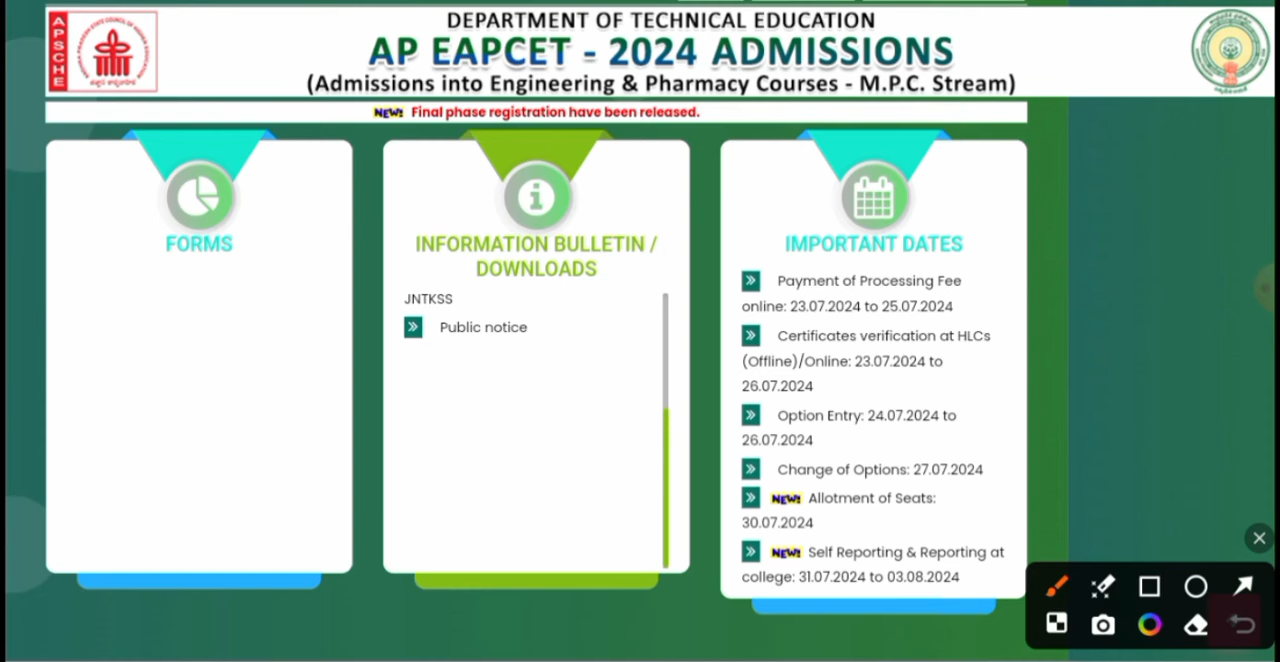 APSCHE
DEPARTMENT OF TECHNICAL EDUCATION
AP EAPCET - 2024 ADMISSIONS
(Admissions into Engineering & Pharmacy Courses - M.P.C. Stream)
NEW! Final phase registration have been released.
FORMS
INFORMATION BULLETIN /
DOWNLOADS
JNTKSS
Public notice
IMPORTANT DATES
Payment of Processing Fee
online: 23.07.2024 to 25.07.2024
Certificates verification at HLCs
(Offline)/Online: 23.07.2024 to
26.07.2024
Option Entry: 24.07.2024 to
26.07.2024
Change of Options: 27.07.2024
NEW! Allotment of Seats:
30.07.2024
NEW! Self Reporting & Reporting at
college: 31.07.2024 to 03.08.2024